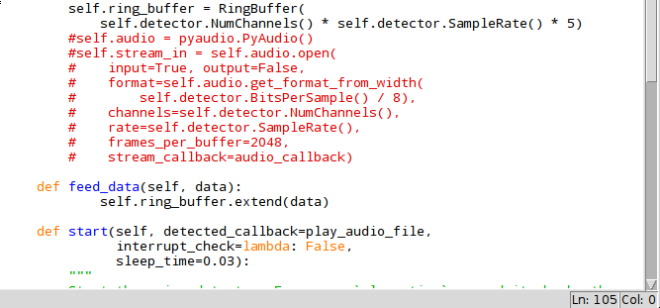 self.ring_buffer = RingBuffer(
self.detector.NumChannels() * self.detector.SampleRate() * 5)
#self.audio = pyaudio.PyAudio()
#self.stream_in = self.audio.open(
#    input=True, output=False,
#    format=self.audio.get_format_from_width(
#        self.detector.BitsPerSample() / 8),
#    channels=self.detector.NumChannels(),
#    rate=self.detector.SampleRate(),
#    frames_per_buffer=2048,
#    stream_callback=audio_callback)
def feed_data(self, data):
self.ring_buffer.extend(data)
def start(self, detected_callback=play_audio_file,
interrupt_check=lambda: False,
sleep_time=0.03):
"""
Ln: 105 Col: 0